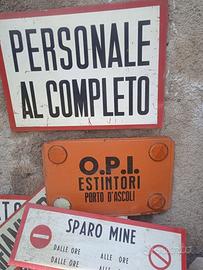 PERSONALE
AL COMPLETO
O.P.I.
ESTINTORI
PORTO D'ASCOLI
SPARO MINE
DALLE ORE ALLE ORE
DALLE ORE ALLE ORE